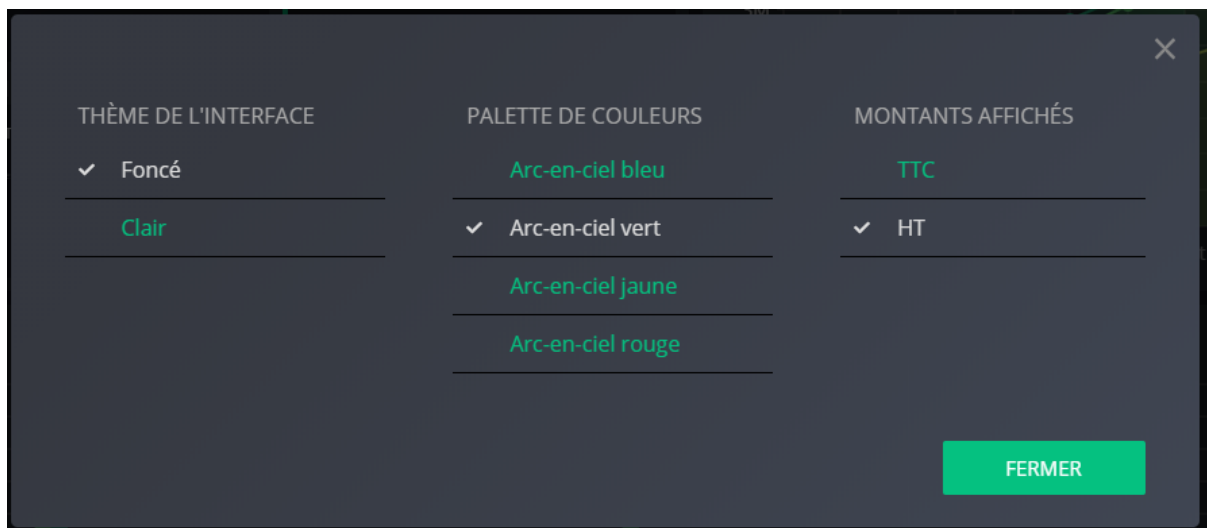 THÈME DE L'INTERFACE
Foncé
Clair
PALETTE DE COULEURS
Arc-en-ciel bleu
Arc-en-ciel vert
Arc-en-ciel jaune
Arc-en-ciel rouge
MONTANTS AFFICHÉS
TTC
HT
FERMER